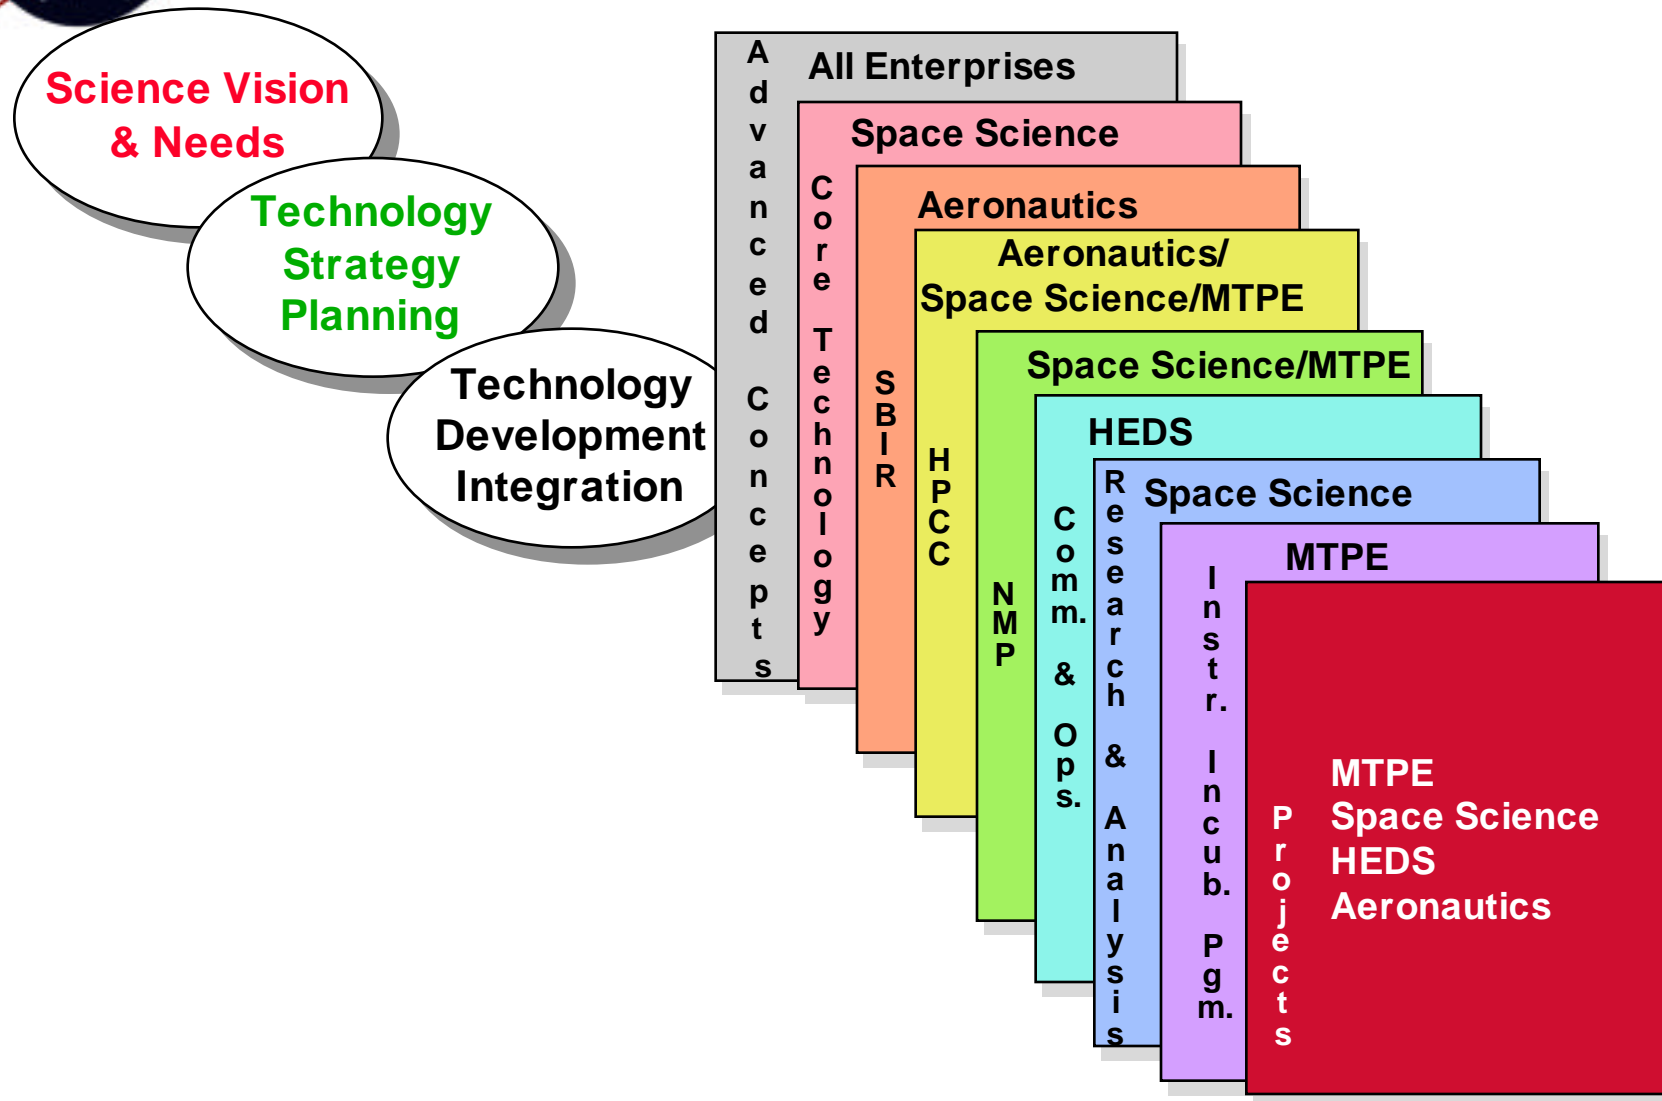 Science Vision
& Needs
Technology
Strategy
Planning
Technology
Development
Integration
All Enterprises
Advanced Concepts
Space Science
Core Technology
Aeronautics
SBIR
Aeronautics/
Space Science/MTPE
HPCC
Space Science/MTPE
NMP
HEDS
Comm. & Ops.
Space Science
Research & Analysis
MTPE
Instr. Incub. Pgm.
Projects
MTPE
Space Science
HEDS
Aeronautics